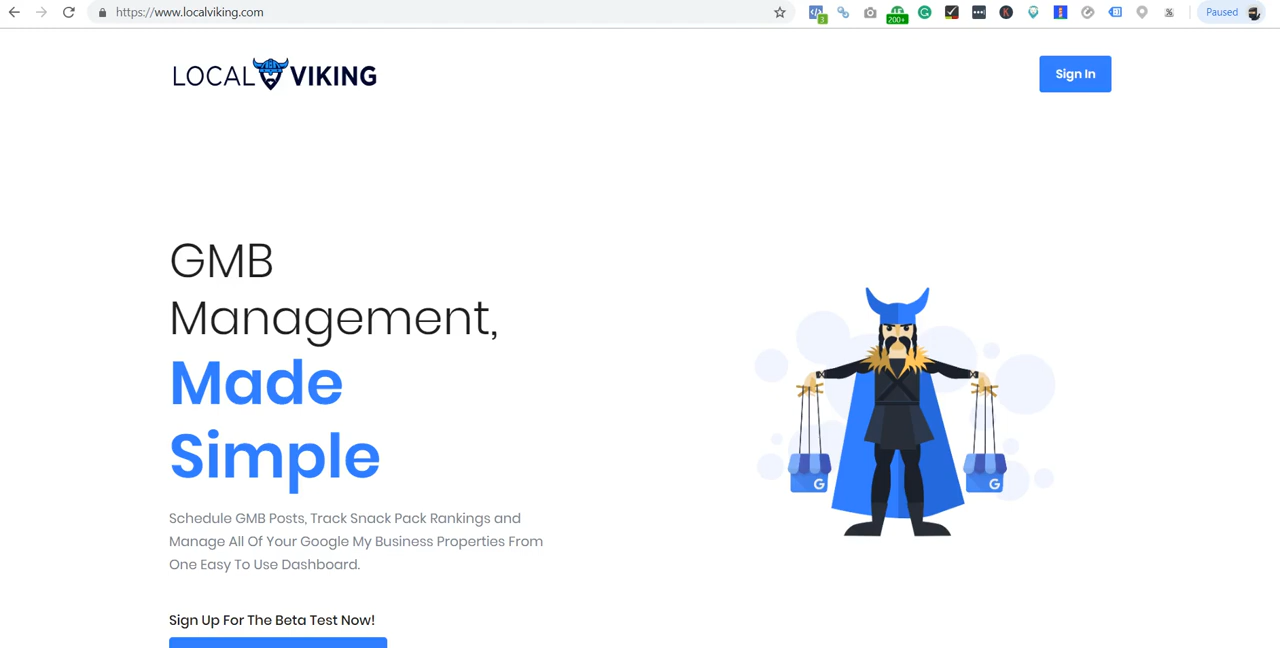 https://www.localviking.com
3
200+
G
K
Paused
LOCAL VIKING
Sign In
GMB
Management,
Made
Simple
G
G
Schedule GMB Posts, Track Snack Pack Rankings and
Manage All Of Your Google My Business Properties From
One Easy To Use Dashboard.
Sign Up For The Beta Test Now!